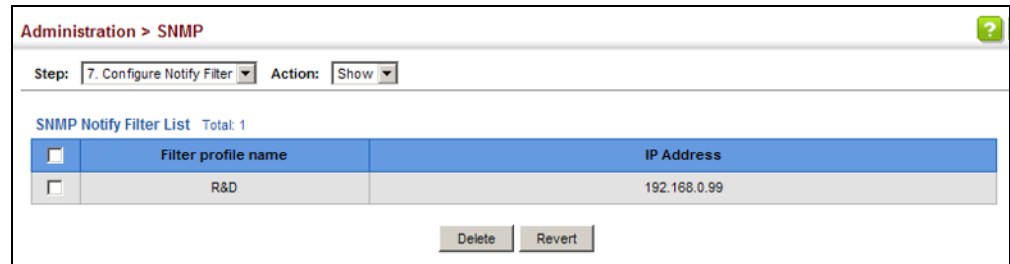 Administration > SNMP
?
Step: 7. Configure Notify Filter Action: Show
SNMP Notify Filter List Total: 1
Filter profile name IP Address
R&D 192.168.0.99
Delete Revert